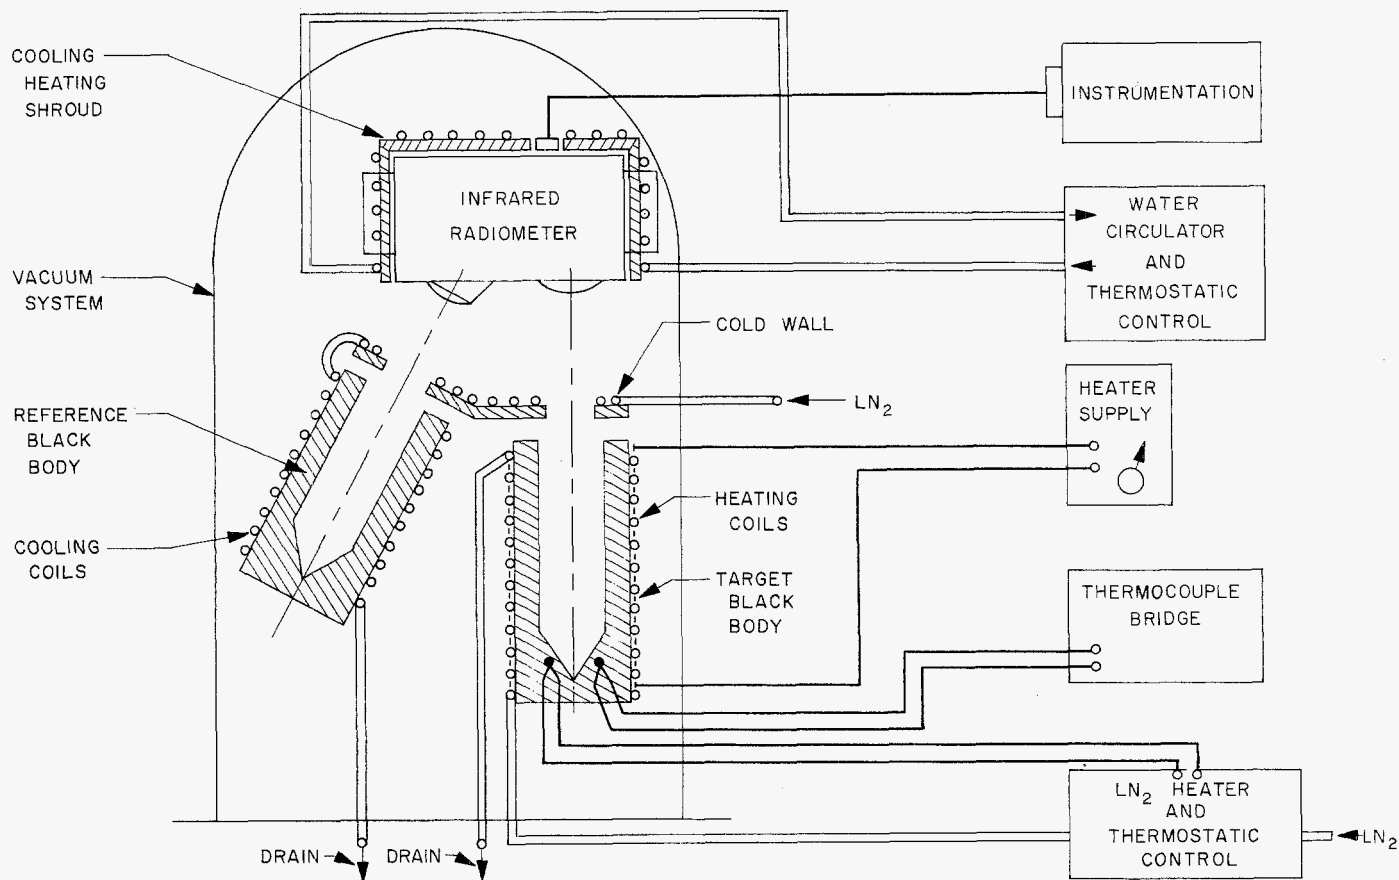 COOLING
HEATING
SHROUD
INSTRUMENTATION
INFRARED
RADIOMETER
WATER
CIRCULATOR
AND
THERMOSTATIC
CONTROL
VACUUM
SYSTEM
COLD WALL
LN₂
HEATER
SUPPLY
REFERENCE
BLACK
BODY
HEATING
COILS
COOLING
COILS
TARGET
BLACK
BODY
THERMOCOUPLE
BRIDGE
LN₂ HEATER
AND
THERMOSTATIC
CONTROL
LN₂
DRAIN
DRAIN